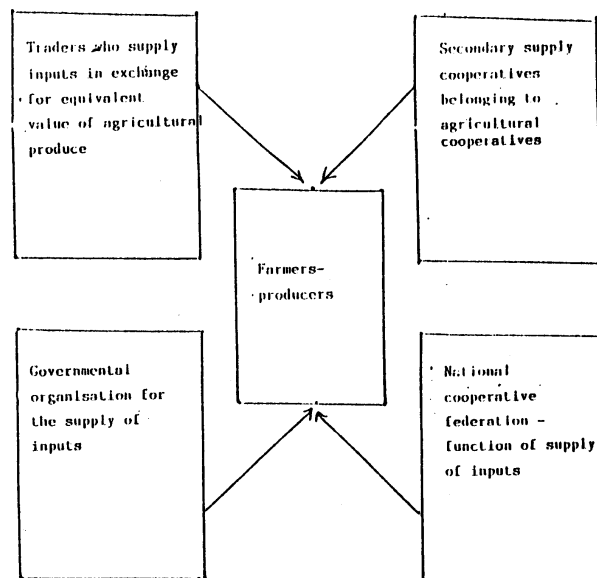 Traders who supply
inputs in exchange
for equivalent
value of agricultural
produce
Secondary supply
cooperatives
belonging to
agricultural
cooperatives
Farmers-
producers
Governmental
organisation for
the supply of
inputs
National
cooperative
federation -
function of supply
of inputs